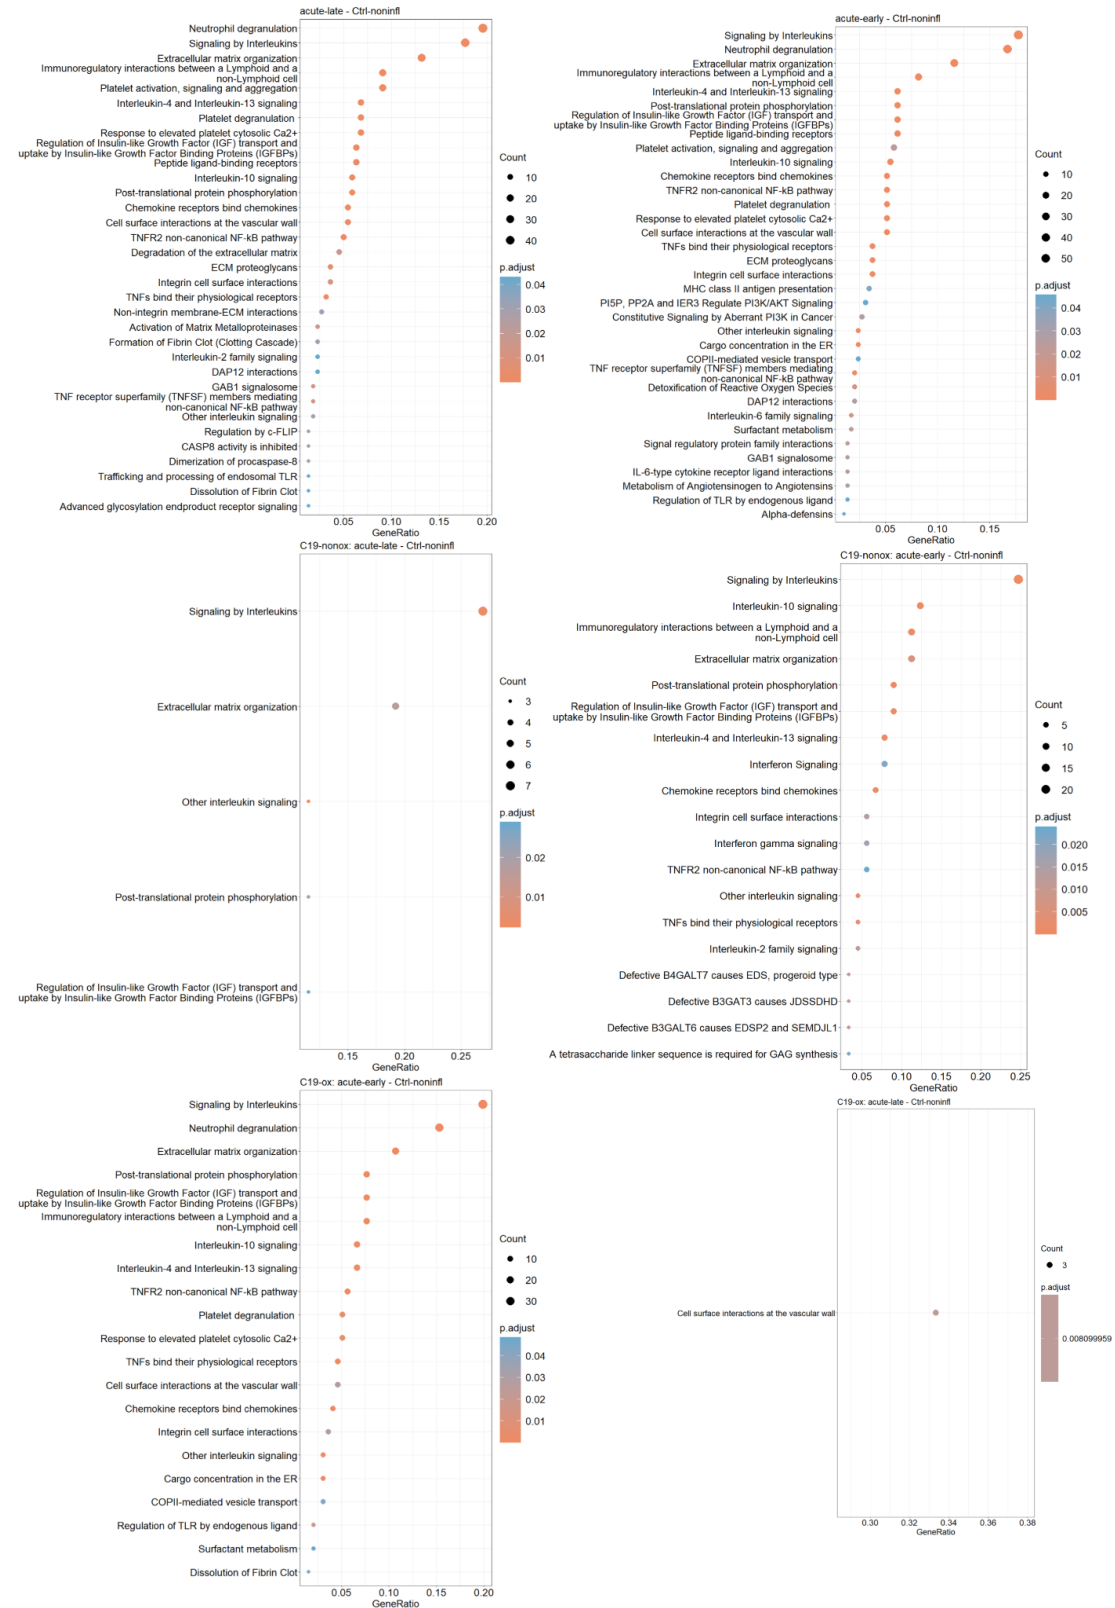 acute-late - Ctrl-noninfl
Neutrophil degranulation
Signaling by Interleukins
Extracellular matrix organization
Immunoregulatory interactions between a Lymphoid and a
non-Lymphoid cell
Platelet activation, signaling and aggregation
Interleukin-4 and Interleukin-13 signaling
Platelet degranulation
Response to elevated platelet cytosolic Ca2+
Regulation of Insulin-like Growth Factor (IGF) transport and
uptake by Insulin-like Growth Factor Binding Proteins (IGFBPs)
Peptide ligand-binding receptors
Interleukin-10 signaling
Post-translational protein phosphorylation
Chemokine receptors bind chemokines
Cell surface interactions at the vascular wall
TNFR2 non-canonical NF-kB pathway
Degradation of the extracellular matrix
ECM proteoglycans
Integrin cell surface interactions
TNFs bind their physiological receptors
Non-integrin membrane-ECM interactions
Activation of Matrix Metalloproteinases
Formation of Fibrin Clot (Clotting Cascade)
Interleukin-2 family signaling
DAP12 interactions
GAB1 signalosome
TNF receptor superfamily (TNFSF) members mediating
non-canonical NF-kB pathway
Other interleukin signaling
Regulation by c-FLIP
CASP8 activity is inhibited
Dimerization of procaspase-8
Trafficking and processing of endosomal TLR
Dissolution of Fibrin Clot
Advanced glycosylation endproduct receptor signaling
0.05 0.10 0.15 0.20
GeneRatio
Count
10
20
30
40
p.adjust
0.04
0.03
0.02
0.01
acute-early - Ctrl-noninfl
Signaling by Interleukins
Neutrophil degranulation
Extracellular matrix organization
Immunoregulatory interactions between a Lymphoid and a
non-Lymphoid cell
Interleukin-4 and Interleukin-13 signaling
Post-translational protein phosphorylation
Regulation of Insulin-like Growth Factor (IGF) transport and
uptake by Insulin-like Growth Factor Binding Proteins (IGFBPs)
Peptide ligand-binding receptors
Platelet activation, signaling and aggregation
Interleukin-10 signaling
Chemokine receptors bind chemokines
TNFR2 non-canonical NF-kB pathway
Platelet degranulation
Response to elevated platelet cytosolic Ca2+
Cell surface interactions at the vascular wall
TNFs bind their physiological receptors
ECM proteoglycans
Integrin cell surface interactions
MHC class II antigen presentation
PI5P, PP2A and IER3 Regulate PI3K/AKT Signaling
Constitutive Signaling by Aberrant PI3K in Cancer
Other interleukin signaling
Cargo concentration in the ER
COPII-mediated vesicle transport
TNF receptor superfamily (TNFSF) members mediating
non-canonical NF-kB pathway
Detoxification of Reactive Oxygen Species
DAP12 interactions
Interleukin-6 family signaling
Surfactant metabolism
Signal regulatory protein family interactions
GAB1 signalosome
IL-6-type cytokine receptor ligand interactions
Metabolism of Angiotensinogen to Angiotensins
Regulation of TLR by endogenous ligand
Alpha-defensins
0.05 0.10 0.15
GeneRatio
Count
10
20
30
40
50
p.adjust
0.04
0.03
0.02
0.01
C19-nonox: acute-late - Ctrl-noninfl
Signaling by Interleukins
Extracellular matrix organization
Other interleukin signaling
Post-translational protein phosphorylation
Regulation of Insulin-like Growth Factor (IGF) transport and
uptake by Insulin-like Growth Factor Binding Proteins (IGFBPs)
0.15 0.20 0.25
GeneRatio
Count
3
4
5
6
7
p.adjust
0.02
0.01
C19-nonox: acute-early - Ctrl-noninfl
Signaling by Interleukins
Interleukin-10 signaling
Immunoregulatory interactions between a Lymphoid and a
non-Lymphoid cell
Extracellular matrix organization
Post-translational protein phosphorylation
Regulation of Insulin-like Growth Factor (IGF) transport and
uptake by Insulin-like Growth Factor Binding Proteins (IGFBPs)
Interleukin-4 and Interleukin-13 signaling
Interferon Signaling
Chemokine receptors bind chemokines
Integrin cell surface interactions
Interferon gamma signaling
TNFR2 non-canonical NF-kB pathway
Other interleukin signaling
TNFs bind their physiological receptors
Interleukin-2 family signaling
Defective B4GALT7 causes EDS, progeroid type
Defective B3GAT3 causes JDSSDHD
Defective B3GALT6 causes EDSP2 and SEMDJL1
A tetrasaccharide linker sequence is required for GAG synthesis
0.05 0.10 0.15 0.20 0.25
GeneRatio
Count
5
10
15
20
p.adjust
0.020
0.015
0.010
0.005
C19-ox: acute-early - Ctrl-noninfl
Signaling by Interleukins
Neutrophil degranulation
Extracellular matrix organization
Post-translational protein phosphorylation
Regulation of Insulin-like Growth Factor (IGF) transport and
uptake by Insulin-like Growth Factor Binding Proteins (IGFBPs)
Immunoregulatory interactions between a Lymphoid and a
non-Lymphoid cell
Interleukin-10 signaling
Interleukin-4 and Interleukin-13 signaling
TNFR2 non-canonical NF-kB pathway
Platelet degranulation
Response to elevated platelet cytosolic Ca2+
TNFs bind their physiological receptors
Cell surface interactions at the vascular wall
Chemokine receptors bind chemokines
Integrin cell surface interactions
Other interleukin signaling
Cargo concentration in the ER
COPII-mediated vesicle transport
Regulation of TLR by endogenous ligand
Surfactant metabolism
Dissolution of Fibrin Clot
0.05 0.10 0.15 0.20
GeneRatio
Count
10
20
30
p.adjust
0.04
0.03
0.02
0.01
C19-ox: acute-late - Ctrl-noninfl
Cell surface interactions at the vascular wall
0.30 0.32 0.34 0.36 0.38
GeneRatio
Count
3
p.adjust
0.008099959